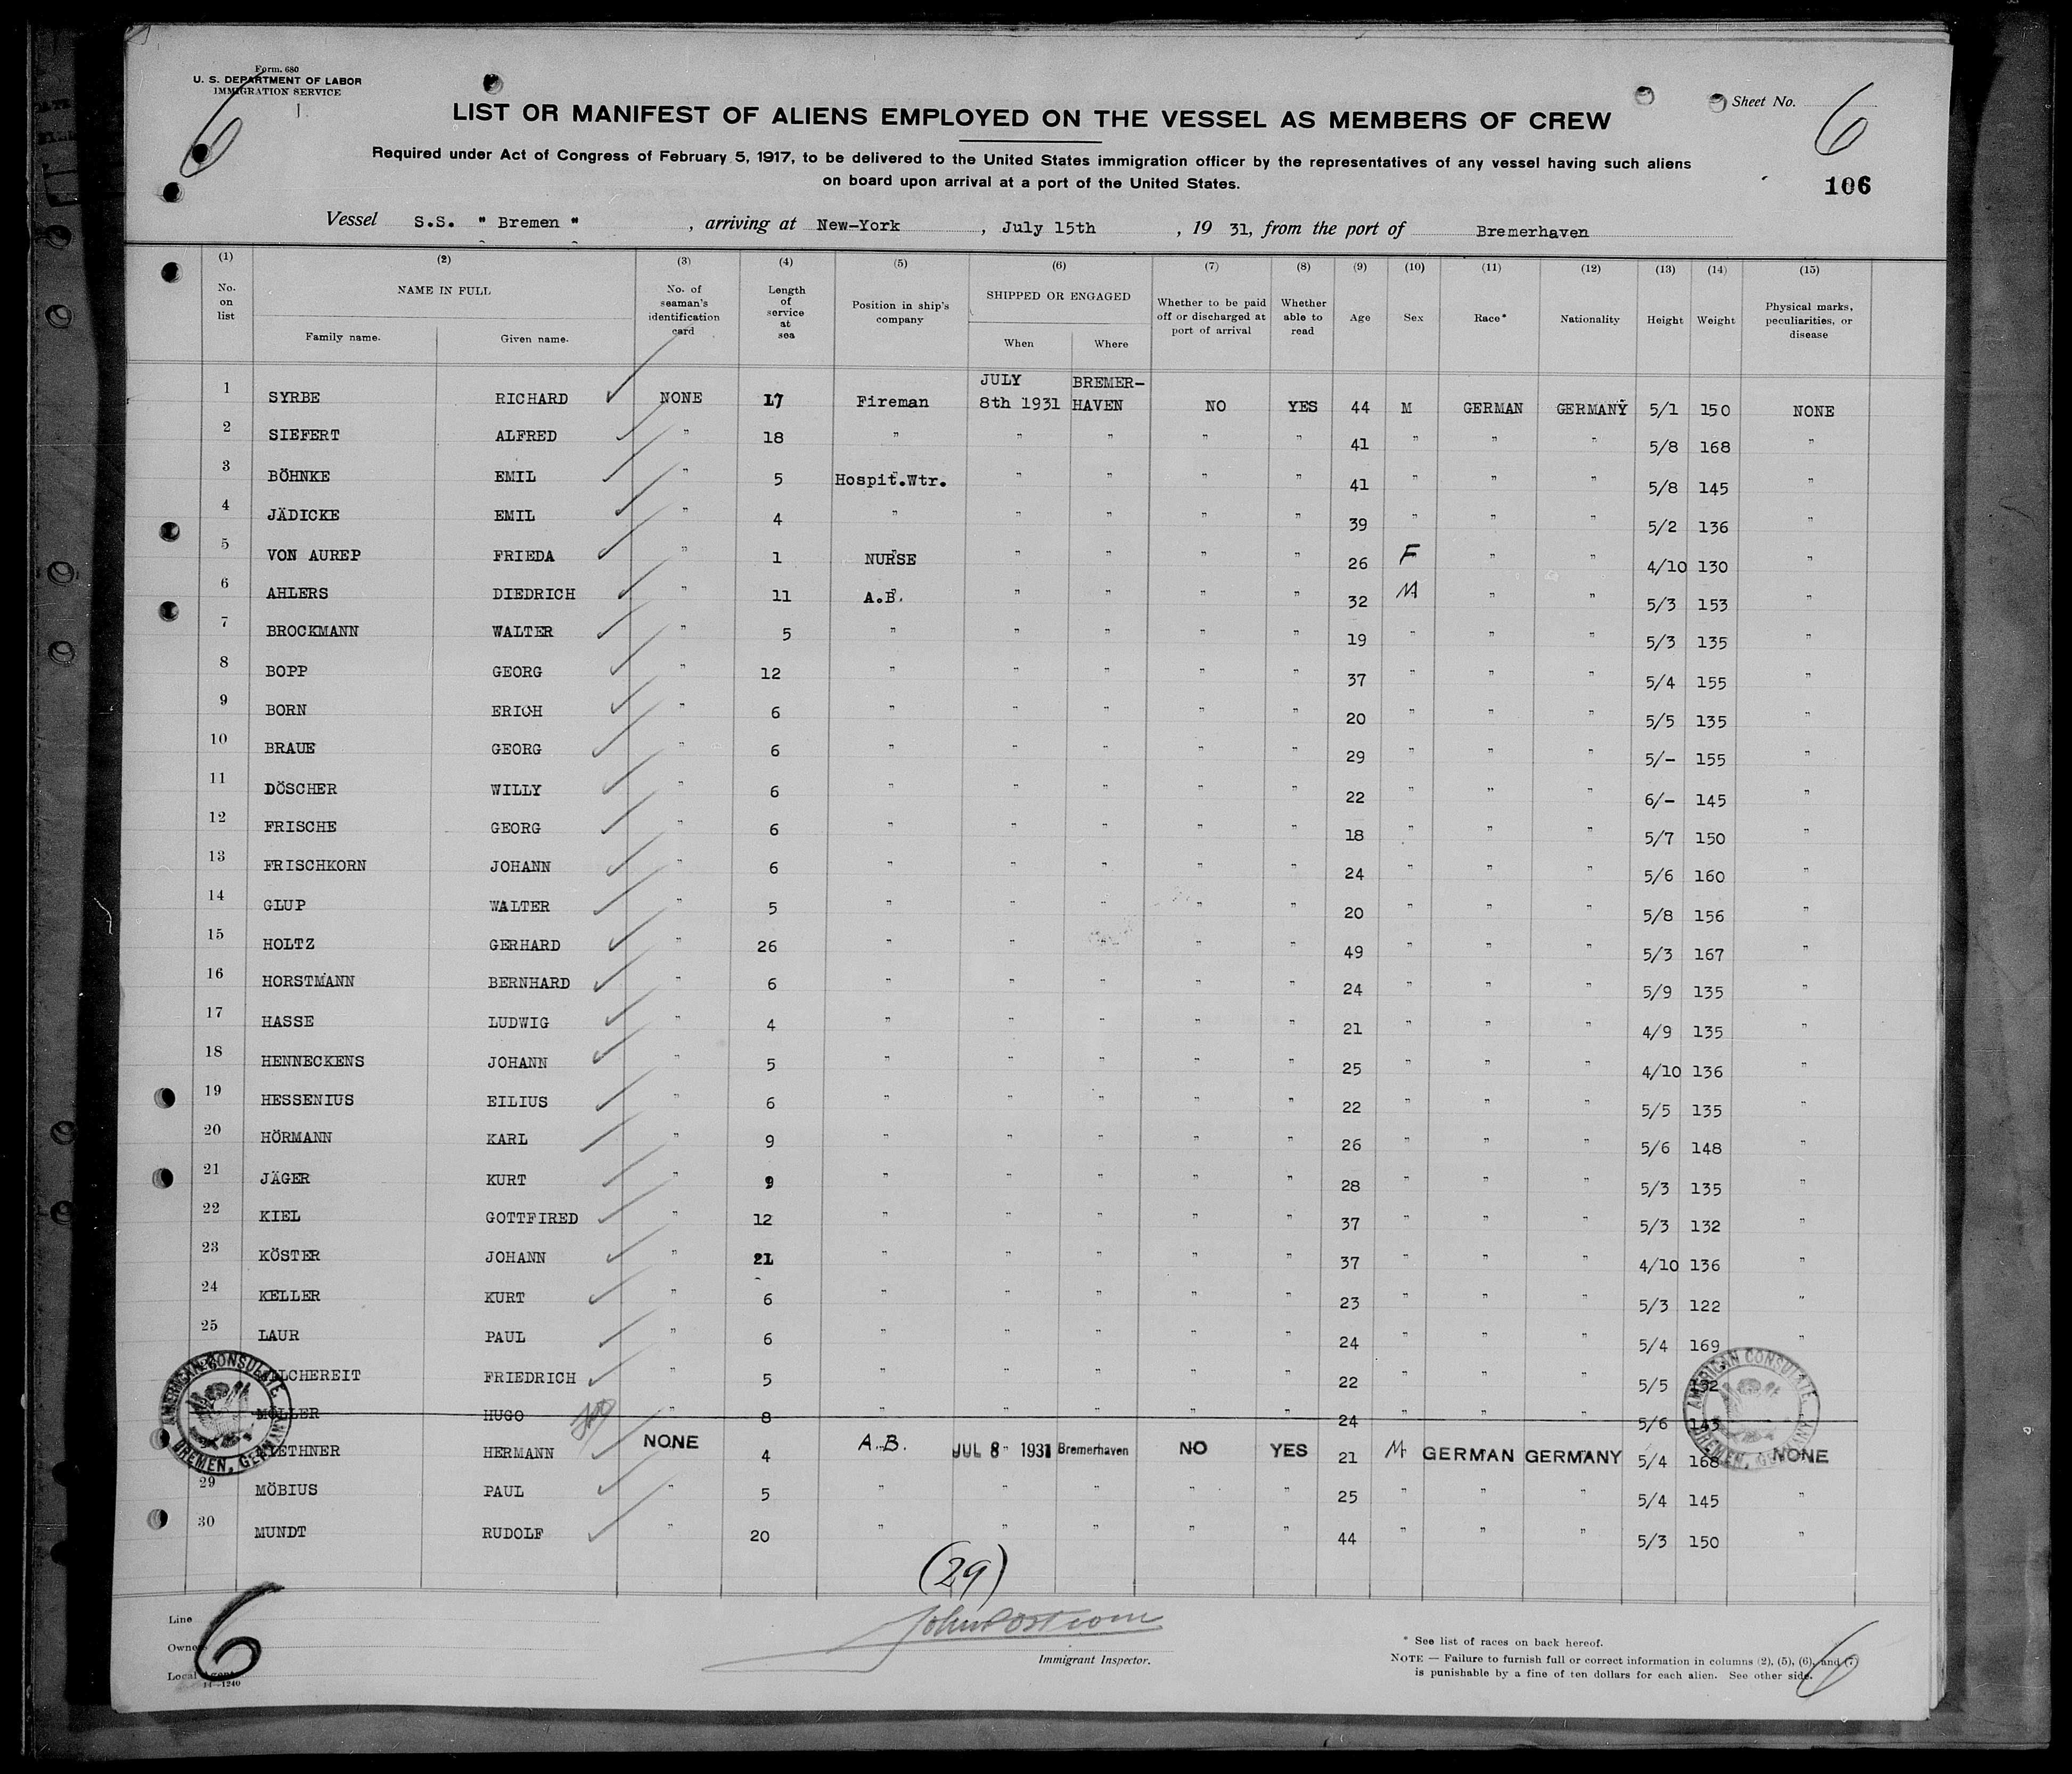 Form. 680
U. S. DEPARTMENT OF LABOR
IMMIGRATION SERVICE
6
LIST OR MANIFEST OF ALIENS EMPLOYED ON THE VESSEL AS MEMBERS OF CREW
Sheet No. 6
Required under Act of Congress of February 5, 1917, to be delivered to the United States immigration officer by the representatives of any vessel having such aliens
on board upon arrival at a port of the United States.
106
Vessel S.S. " Bremen ", arriving at New-York, July 15th, 19 31, from the port of Bremerhaven
(1) (2) (3) (4) (5) (6) (7) (8) (9) (10) (11) (12) (13) (14) (15)
No. on list NAME IN FULL Family name. Given name. No. of seaman's identification card Length of service at sea Position in ship's company SHIPPED OR ENGAGED When Where Whether to be paid off or discharged at port of arrival Whether able to read Age Sex Race* Nationality Height Weight Physical marks, peculiarities, or disease
1 SYRBE RICHARD NONE 17 Fireman JULY 8th 1931 BREMER-HAVEN NO YES 44 M GERMAN GERMANY 5/1 150 NONE
2 SIEFERT ALFRED " 18 " " " " " 41 " " " 5/8 168 "
3 BÖHNKE EMIL " 5 Hospit.Wtr. " " " " 41 " " " 5/8 145 "
4 JÄDICKE EMIL " 4 " " " " " 39 " " " 5/2 136 "
5 VON AUREP FRIEDA " 1 NURSE " " " " 26 F " " 4/10 130 "
6 AHLERS DIEDRICH " 11 A.B. " " " " 32 M " " 5/3 153 "
7 BROCKMANN WALTER " 5 " " " " " 19 " " " 5/3 135 "
8 BOPP GEORG " 12 " " " " " 37 " " " 5/4 155 "
9 BORN ERICH " 6 " " " " " 20 " " " 5/5 135 "
10 BRAUE GEORG " 6 " " " " " 29 " " " 5/- 155 "
11 DÖSCHER WILLY " 6 " " " " " 22 " " " 6/- 145 "
12 FRISCHE GEORG " 6 " " " " " 18 " " " 5/7 150 "
13 FRISCHKORN JOHANN " 6 " " " " " 24 " " " 5/6 160 "
14 GLUP WALTER " 5 " " " " " 20 " " " 5/8 156 "
15 HOLTZ GERHARD " 26 " " " " " 49 " " " 5/3 167 "
16 HORSTMANN BERNHARD " 6 " " " " " 24 " " " 5/9 135 "
17 HASSE LUDWIG " 4 " " " " " 21 " " " 4/9 135 "
18 HENNECKENS JOHANN " 5 " " " " " 25 " " " 4/10 136 "
19 HESSENIUS EILIUS " 6 " " " " " 22 " " " 5/5 135 "
20 HÖRMANN KARL " 9 " " " " " 26 " " " 5/6 148 "
21 JÄGER KURT " 9 " " " " " 28 " " " 5/3 135 "
22 KIEL GOTTFIRED " 12 " " " " " 37 " " " 5/3 132 "
23 KÖSTER JOHANN " 21 " " " " " 37 " " " 4/10 136 "
24 KELLER KURT " 6 " " " " " 23 " " " 5/3 122 "
25 LAUR PAUL " 6 " " " " " 24 " " " 5/4 169 "
26 FRIEDRICH " 5 " " " " " 22 " " " 5/5 132
MÖLLER HUGO " 8 " " " " " 24 " " " 5/6 143
HERMANN NONE 4 A.B. JUL 8 1931 Bremerhaven NO YES 21 M GERMAN GERMANY 5/4 168 NONE
29 MÖBIUS PAUL " 5 " " " " " 25 " " " 5/4 145 "
30 MUNDT RUDOLF " 20 " " " " " 44 " " " 5/3 150 "
AMERICAN CONSULATE BREMEN, GERMANY
AMERICAN CONSULATE BREMEN, GERMANY
(29)
Line
Owner
Local Agent
14—1240
6
Immigrant Inspector.
* See list of races on back hereof.
NOTE — Failure to furnish full or correct information in columns (2), (5), (6), and (7)
is punishable by a fine of ten dollars for each alien. See other side.
6